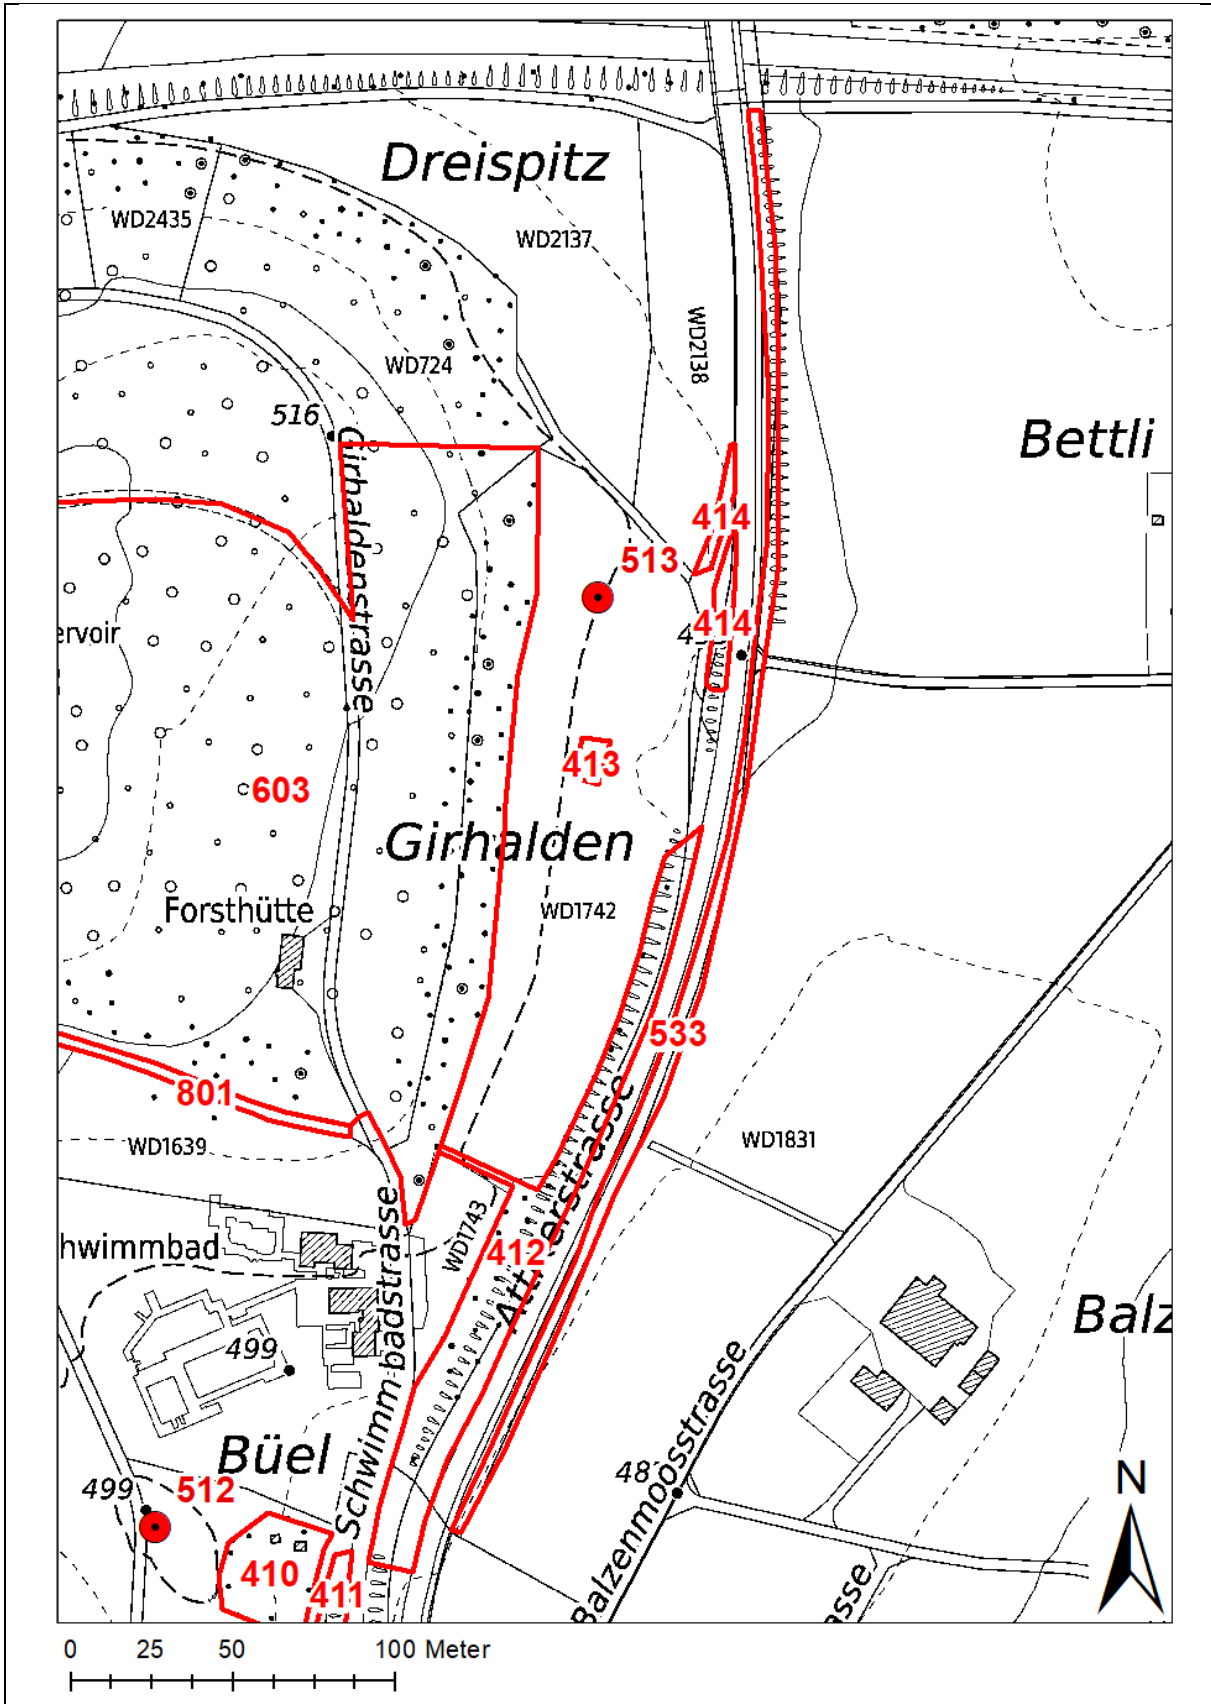 Dreispitz
WD2435
WD2137
WD2138
WD724
516
Bettli
Girhaldenstrasse
414
513
414
ervoir
413
603
Girhalden
Forsthütte
WD1742
533
801
WD1639
WD1831
Schwimmbadstrasse
WD1743
412
hwimmbad
Balz
499
Büel
Balzenmoosstrasse
48
499
512
N
410
411
asse
0 25 50 100 Meter